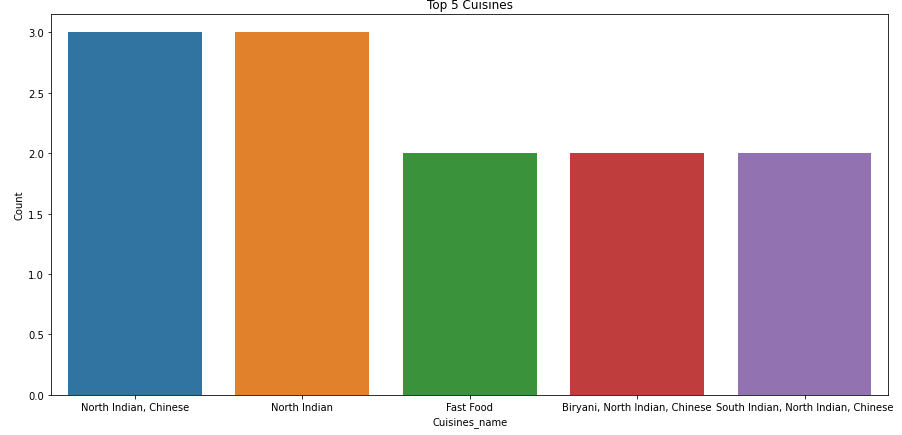 Top 5 Cuisines
3.0
2.5
2.0
1.5
1.0
0.5
0.0
Count
North Indian, Chinese
North Indian
Fast Food
Biryani, North Indian, Chinese
South Indian, North Indian, Chinese
Cuisines_name